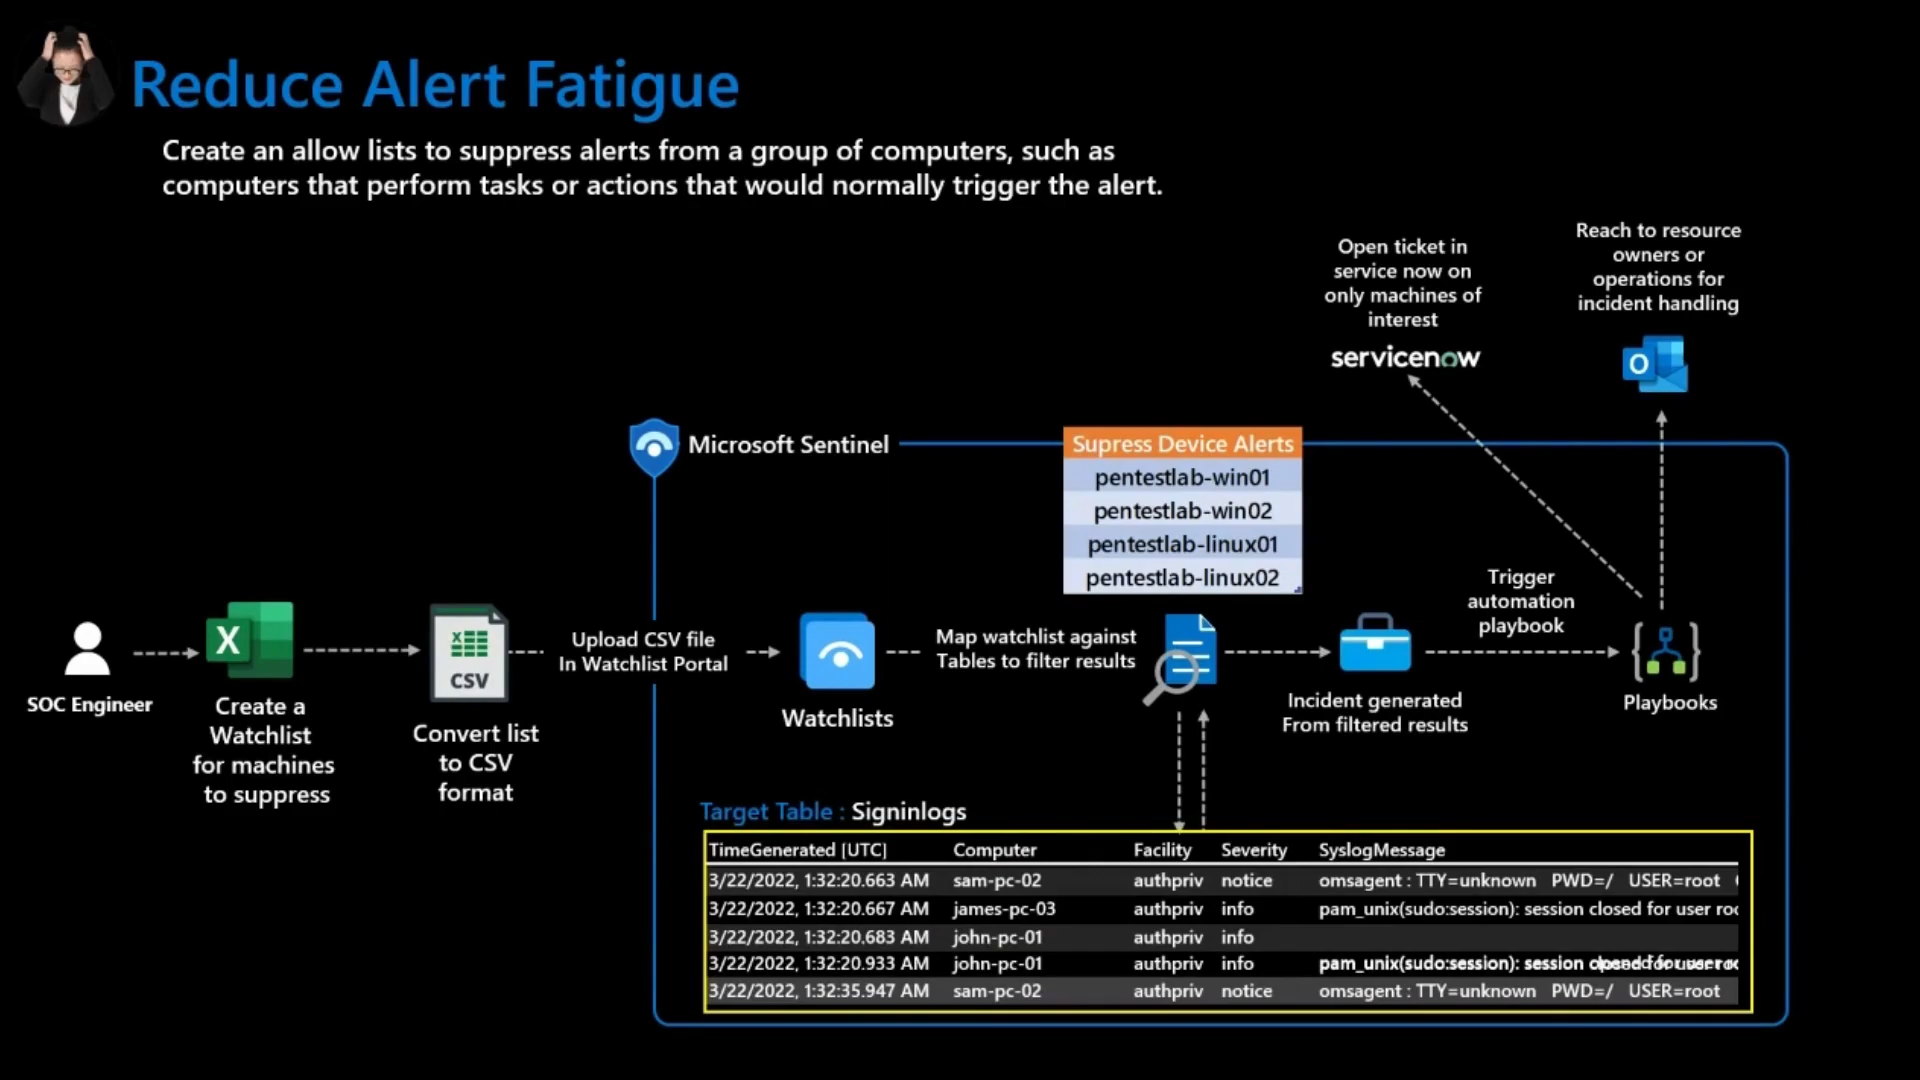 Reduce Alert Fatigue
Create an allow lists to suppress alerts from a group of computers, such as
computers that perform tasks or actions that would normally trigger the alert.
Open ticket in
service now on
only machines of
interest
servicenow
Reach to resource
owners or
operations for
incident handling
O
Microsoft Sentinel
Supress Device Alerts
pentestlab-win01
pentestlab-win02
pentestlab-linux01
pentestlab-linux02
SOC Engineer
X
Create a
Watchlist
for machines
to suppress
X
CSV
Convert list
to CSV
format
Upload CSV file
In Watchlist Portal
Watchlists
Map watchlist against
Tables to filter results
Incident generated
From filtered results
Trigger
automation
playbook
Playbooks
Target Table : Signinlogs
TimeGenerated [UTC] Computer Facility Severity SyslogMessage
3/22/2022, 1:32:20.663 AM sam-pc-02 authpriv notice omsagent : TTY=unknown PWD=/ USER=root
3/22/2022, 1:32:20.667 AM james-pc-03 authpriv info pam_unix(sudo:session): session closed for user roo
3/22/2022, 1:32:20.683 AM john-pc-01 authpriv info
3/22/2022, 1:32:20.933 AM john-pc-01 authpriv info pam_unix(sudo:session): session
3/22/2022, 1:32:35.947 AM sam-pc-02 authpriv notice omsagent : TTY=unknown PWD=/ USER=root